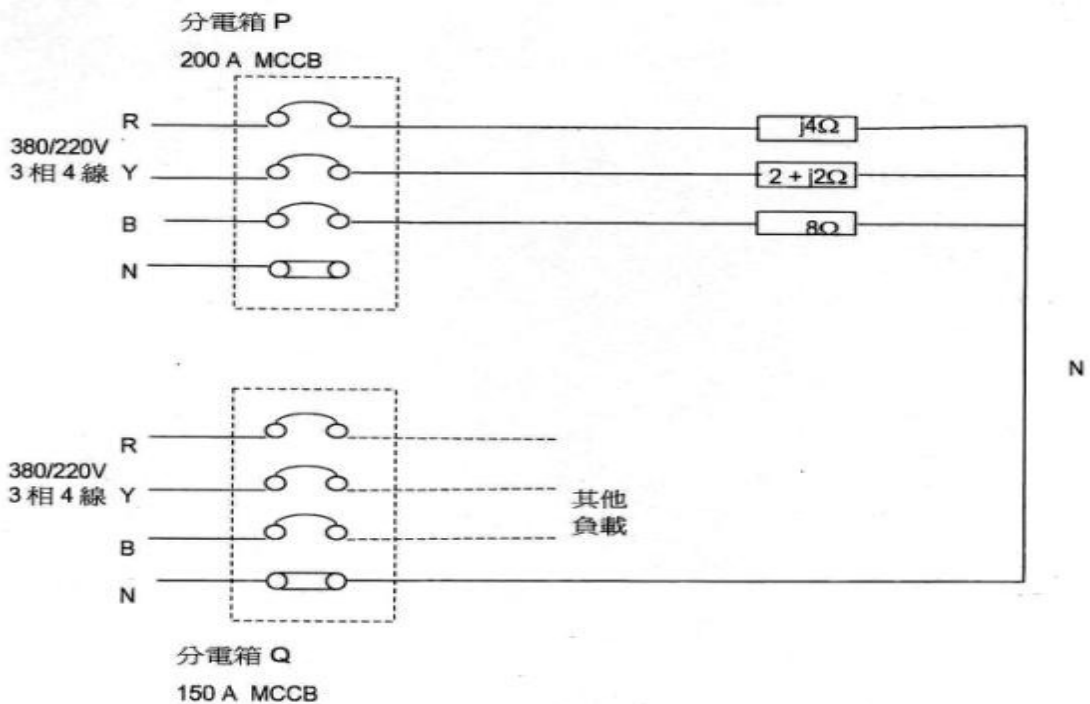 分電箱 P
200 A MCCB
R
380/220V
3 相 4 線 Y
B
N
j4Ω
2 + j2Ω
8Ω
N
R
380/220V
3 相 4 線 Y
B
N
其他
負載
分電箱 Q
150 A MCCB